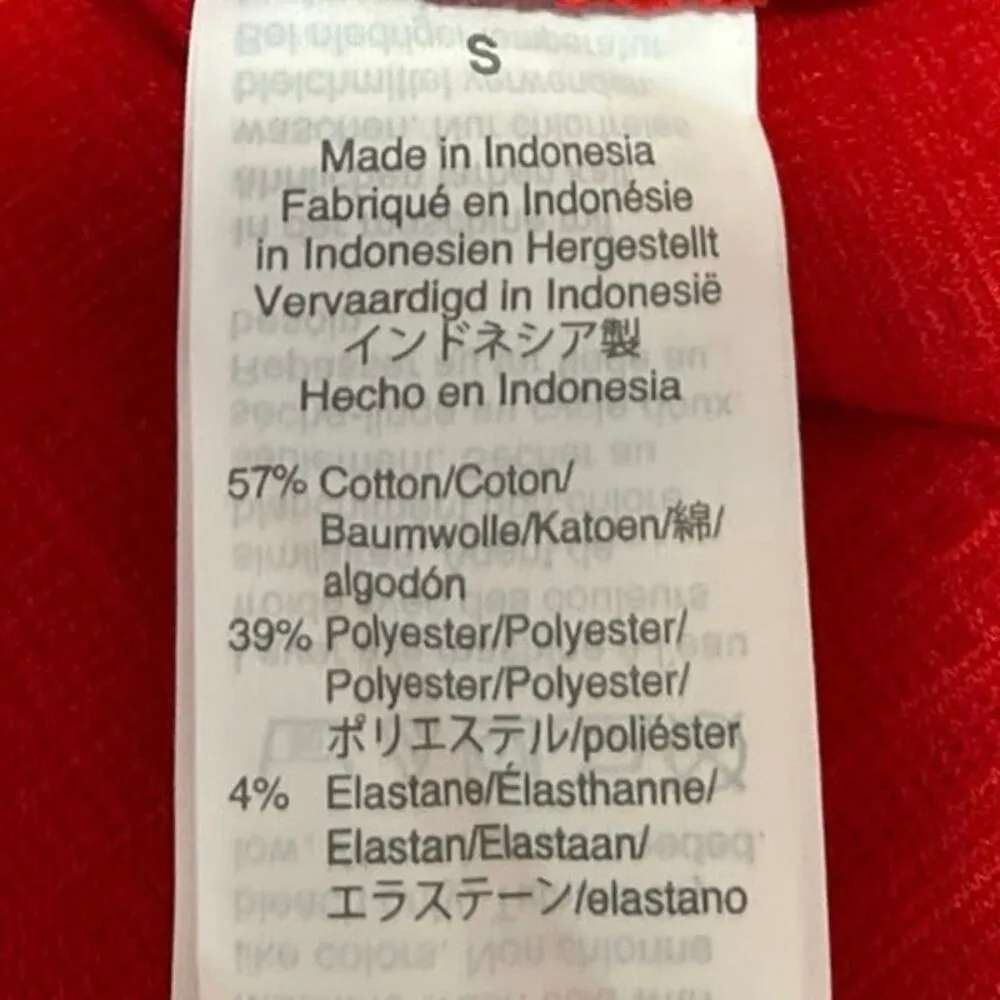 S
Made in Indonesia
Fabriqué en Indonésie
in Indonesien Hergestellt
Vervaardigd in Indonesië
インドネシア製
Hecho en Indonesia
57% Cotton/Coton/
Baumwolle/Katoen/綿/
algodón
39% Polyester/Polyester/
Polyester/Polyester/
ポリエステル/poliéster
4% Elastane/Élasthanne/
Elastan/Elastaan/
エラステーン/elastano